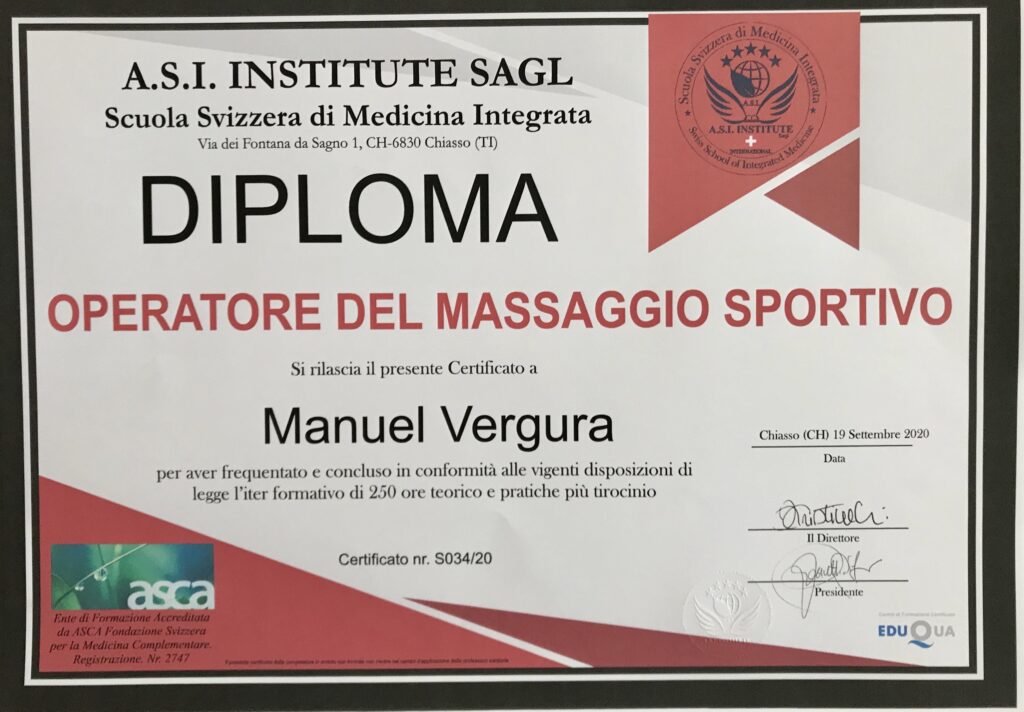 A.S.I. INSTITUTE SAGL
Scuola Svizzera di Medicina Integrata
Via dei Fontana da Sagno 1, CH-6830 Chiasso (TI)
Scuola Svizzera di Medicina Integrata
A.S.I.
A.S.I. INSTITUTE
Sagl
INTERNATIONAL
Swiss School of Integrated Medicine
DIPLOMA
OPERATORE DEL MASSAGGIO SPORTIVO
Si rilascia il presente Certificato a
Manuel Vergura
per aver frequentato e concluso in conformità alle vigenti disposizioni di
legge l'iter formativo di 250 ore teorico e pratiche più tirocinio
Chiasso (CH) 19 Settembre 2020
Data
Il Direttore
Presidente
Certificato nr. S034/20
asca
Ente di Formazione Accreditata
da ASCA Fondazione Svizzera
per la Medicina Complementare.
Registrazione. Nr. 2747
EDUQUA